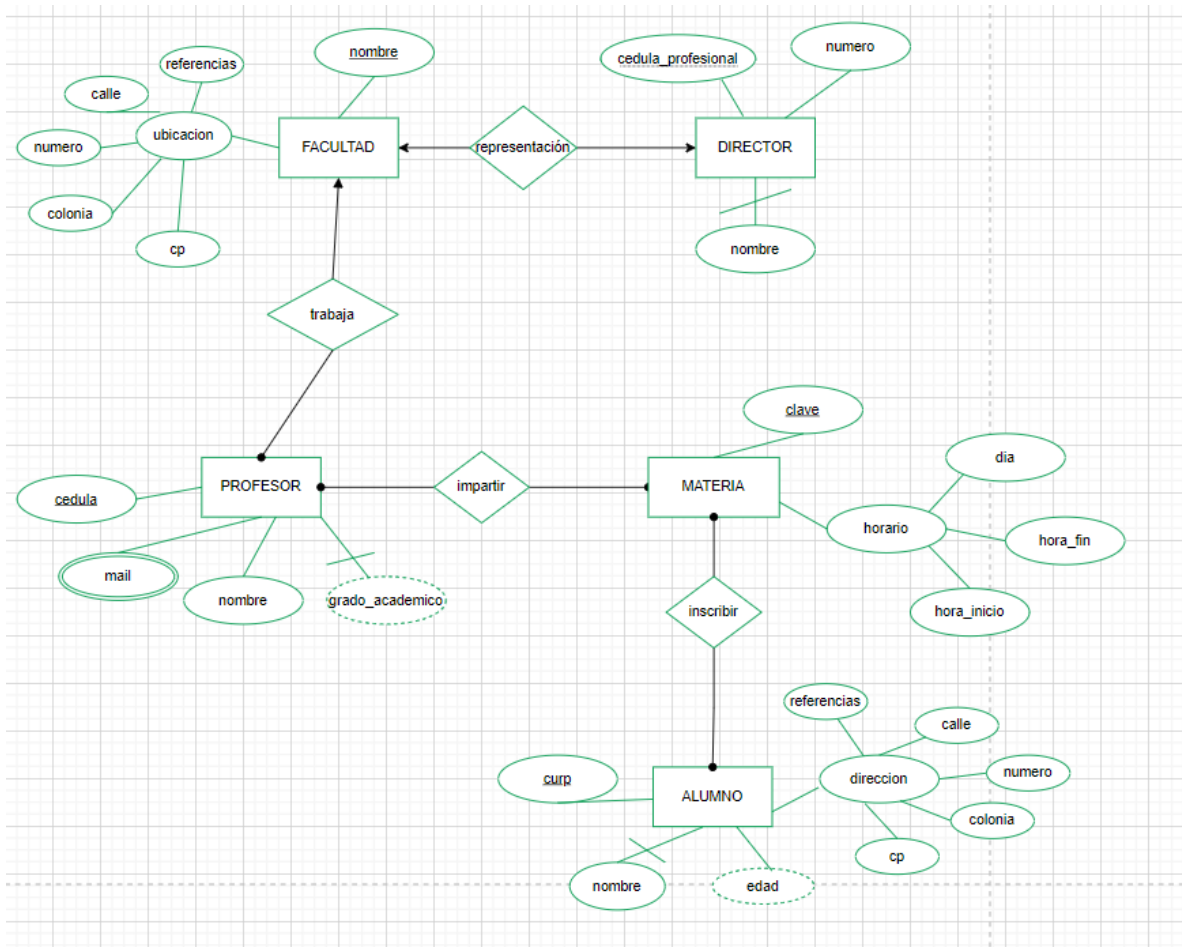 nombre
numero
cedula_profesional
referencias
calle
ubicacion
numero
FACULTAD
representación
DIRECTOR
colonia
cp
nombre
trabaja
clave
dia
PROFESOR
impartir
MATERIA
cedula
horario
hora_fin
mail
nombre
grado_academico
inscribir
hora_inicio
referencias
calle
curp
direccion
numero
ALUMNO
colonia
cp
nombre
edad